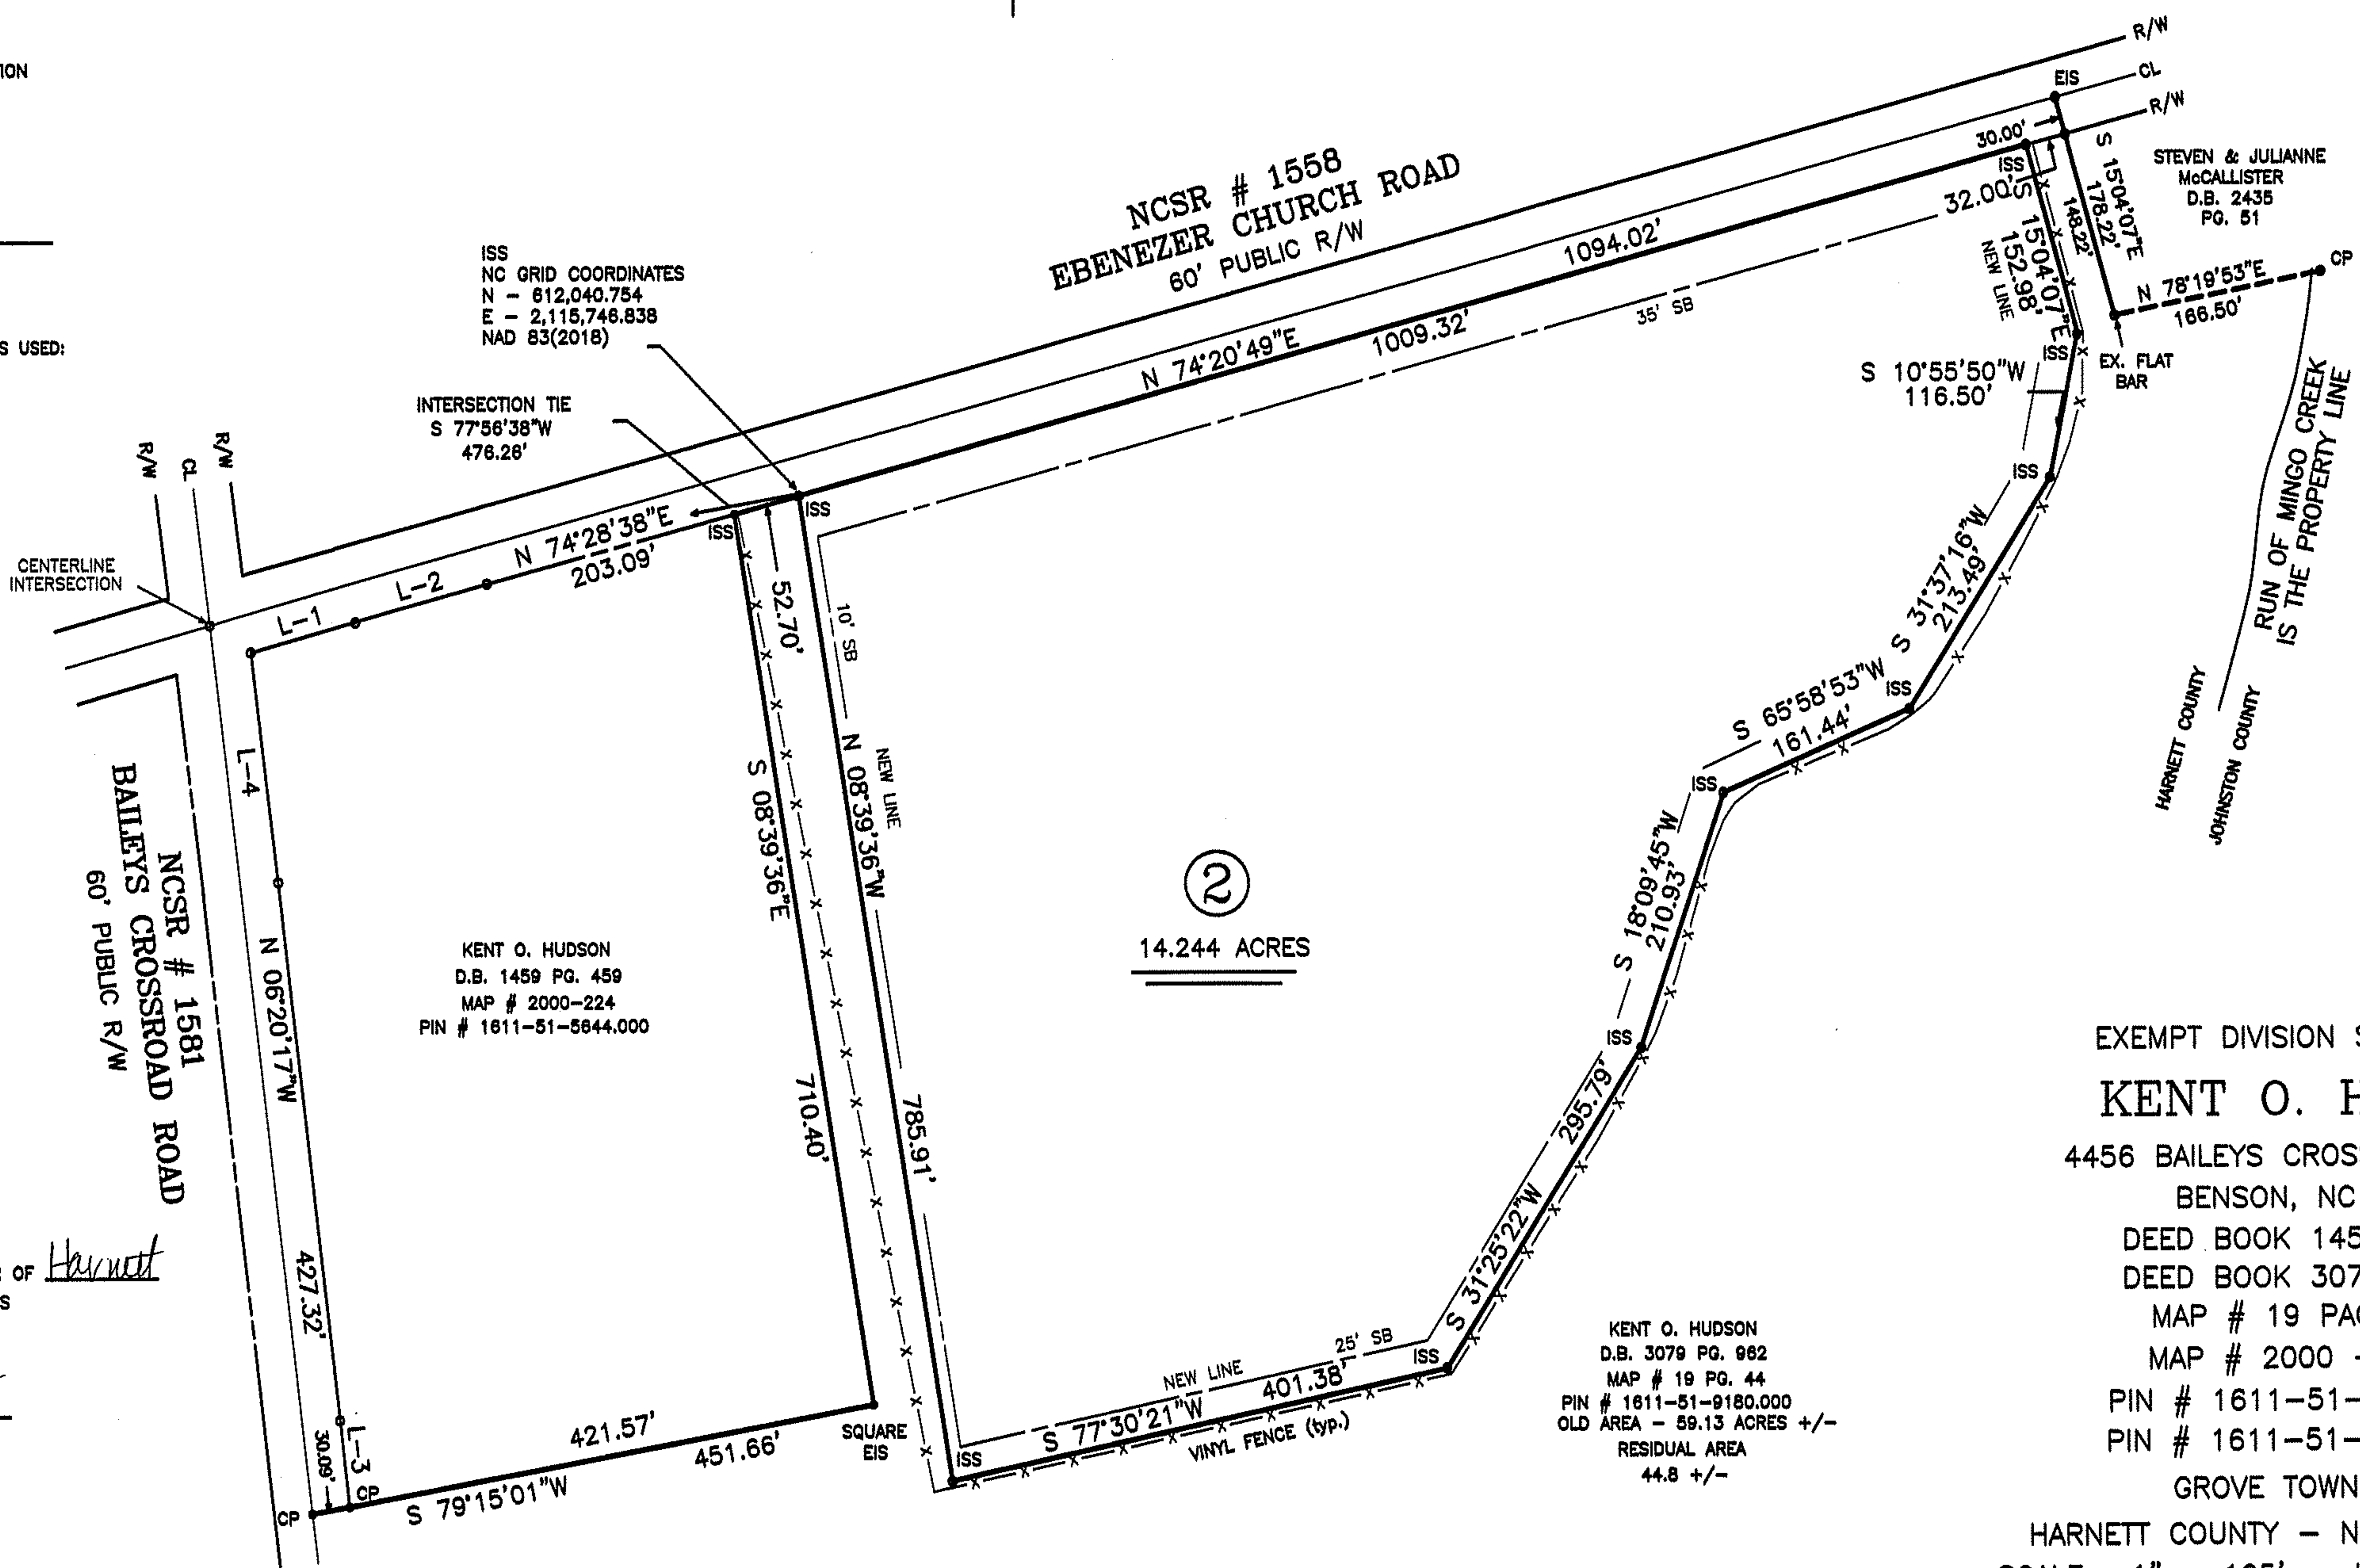 R/W
CL
R/W
EIS
30.00'
ISS
S 15°04'07"E
178.22'
148.22'
STEVEN & JULIANNE
McCALLISTER
D.B. 2435
PG. 51
NCSR # 1558
EBENEZER CHURCH ROAD
60' PUBLIC R/W
1094.02'
32.00'
S 15°04'07"E
152.98'
NEW LINE
ISS
NC GRID COORDINATES
N - 612,040.754
E - 2,115,746.838
NAD 83(2018)
N 78°19'53"E
166.50'
CP
35' SB
N 74°20'49"E
1009.32'
S USED:
ISS
EX. FLAT
BAR
S 10°55'50"W
116.50'
RUN OF MINGO CREEK
IS THE PROPERTY LINE
INTERSECTION TIE
S 77°56'38"W
476.26'
R/W
CL
R/W
ISS
ISS
ISS
N 74°28'38"E
203.09'
CENTERLINE
INTERSECTION
L-1
L-2
52.70'
10' SB
S 31°37'16"W
213.49'
ISS
S 65°58'53"W
161.44'
ISS
HARNETT COUNTY
JOHNSTON COUNTY
L-4
NCSR # 1581
BAILEYS CROSSROAD ROAD
60' PUBLIC R/W
S 08°39'36"E
710.40'
N 08°39'36"W
785.91'
NEW LINE
2
14.244 ACRES
S 18°09'45"W
210.93'
ISS
N 06°20'17"W
427.32'
KENT O. HUDSON
D.B. 1459 PG. 459
MAP # 2000-224
PIN # 1611-51-5644.000
295.79'
S 31°25'22"W
ISS
25' SB
NEW LINE
S 77°30'21"W
401.38'
VINYL FENCE (typ.)
ISS
SQUARE
EIS
421.57'
451.66'
S 79°15'01"W
L-3
30.09'
CP
CP
KENT O. HUDSON
D.B. 3079 PG. 962
MAP # 19 PG. 44
PIN # 1611-51-9180.000
OLD AREA - 59.13 ACRES +/-
RESIDUAL AREA
44.8 +/-
OF Harnett
S
EXEMPT DIVISION S
KENT O. H
4456 BAILEYS CROS
BENSON, NC
DEED BOOK 145
DEED BOOK 307
MAP # 19 PA
MAP # 2000 -
PIN # 1611-51-
PIN # 1611-51-
GROVE TOWN
HARNETT COUNTY - N